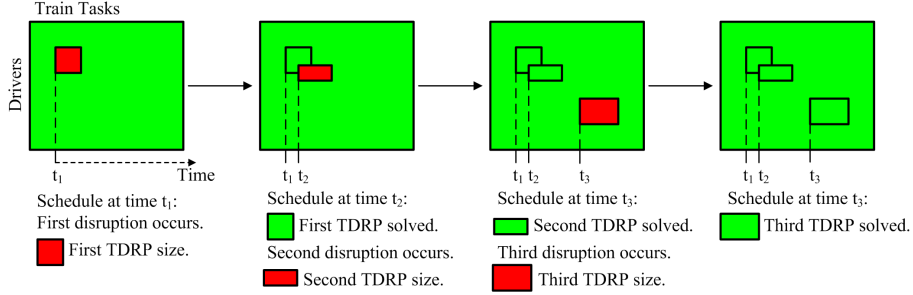 Train Tasks
Drivers
t1
Time
Schedule at time t1:
First disruption occurs.
First TDRP size.
t1 t2
Schedule at time t2:
First TDRP solved.
Second disruption occurs.
Second TDRP size.
t1 t2 t3
Schedule at time t3:
Second TDRP solved.
Third disruption occurs.
Third TDRP size.
t1 t2 t3
Schedule at time t3:
Third TDRP solved.